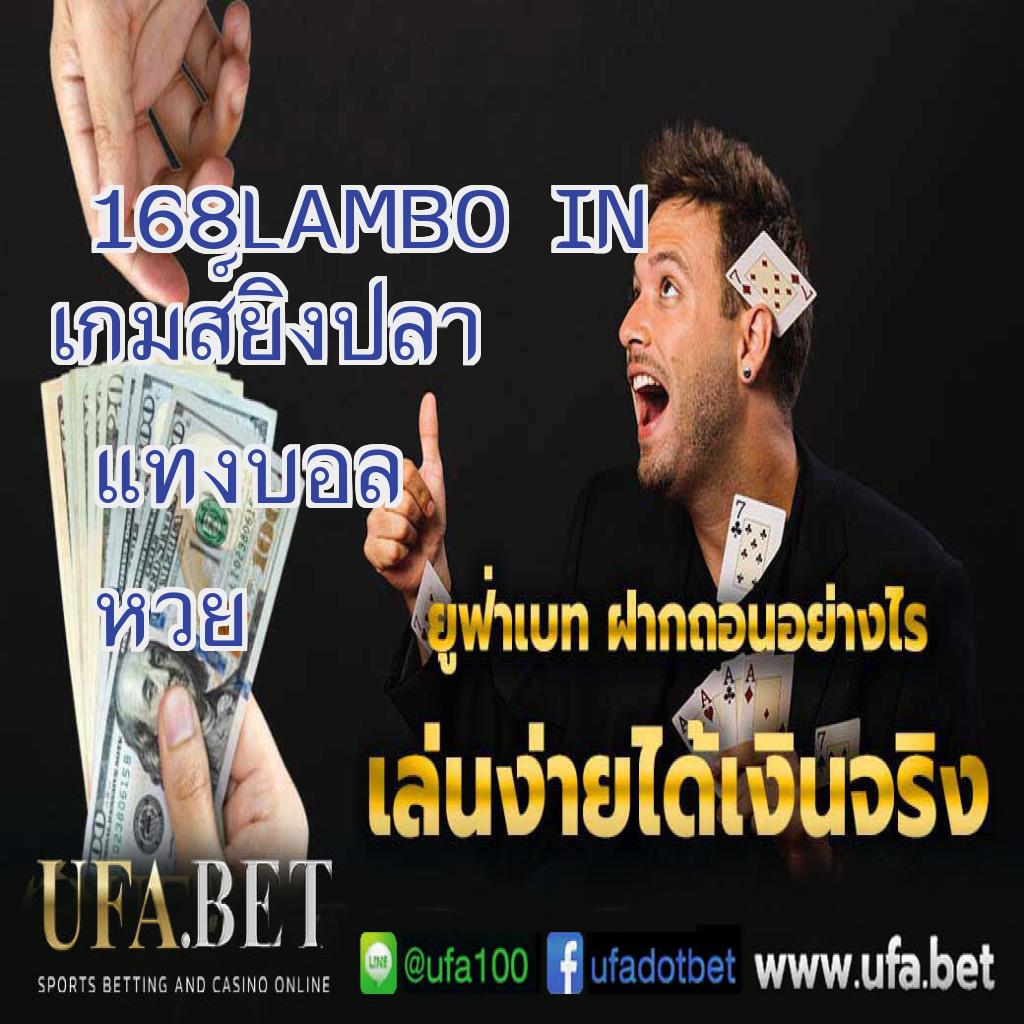 168LAMBO IN
เกมส์ยิงปลา
แทงบอล
หวย
ยูฟ่าเบท ฝากถอนอย่างไร
เล่นง่ายได้เงินจริง
UFA.BET
SPORTS BETTING AND CASINO ONLINE
LINE @ufa100 f ufadotbet www.ufa.bet